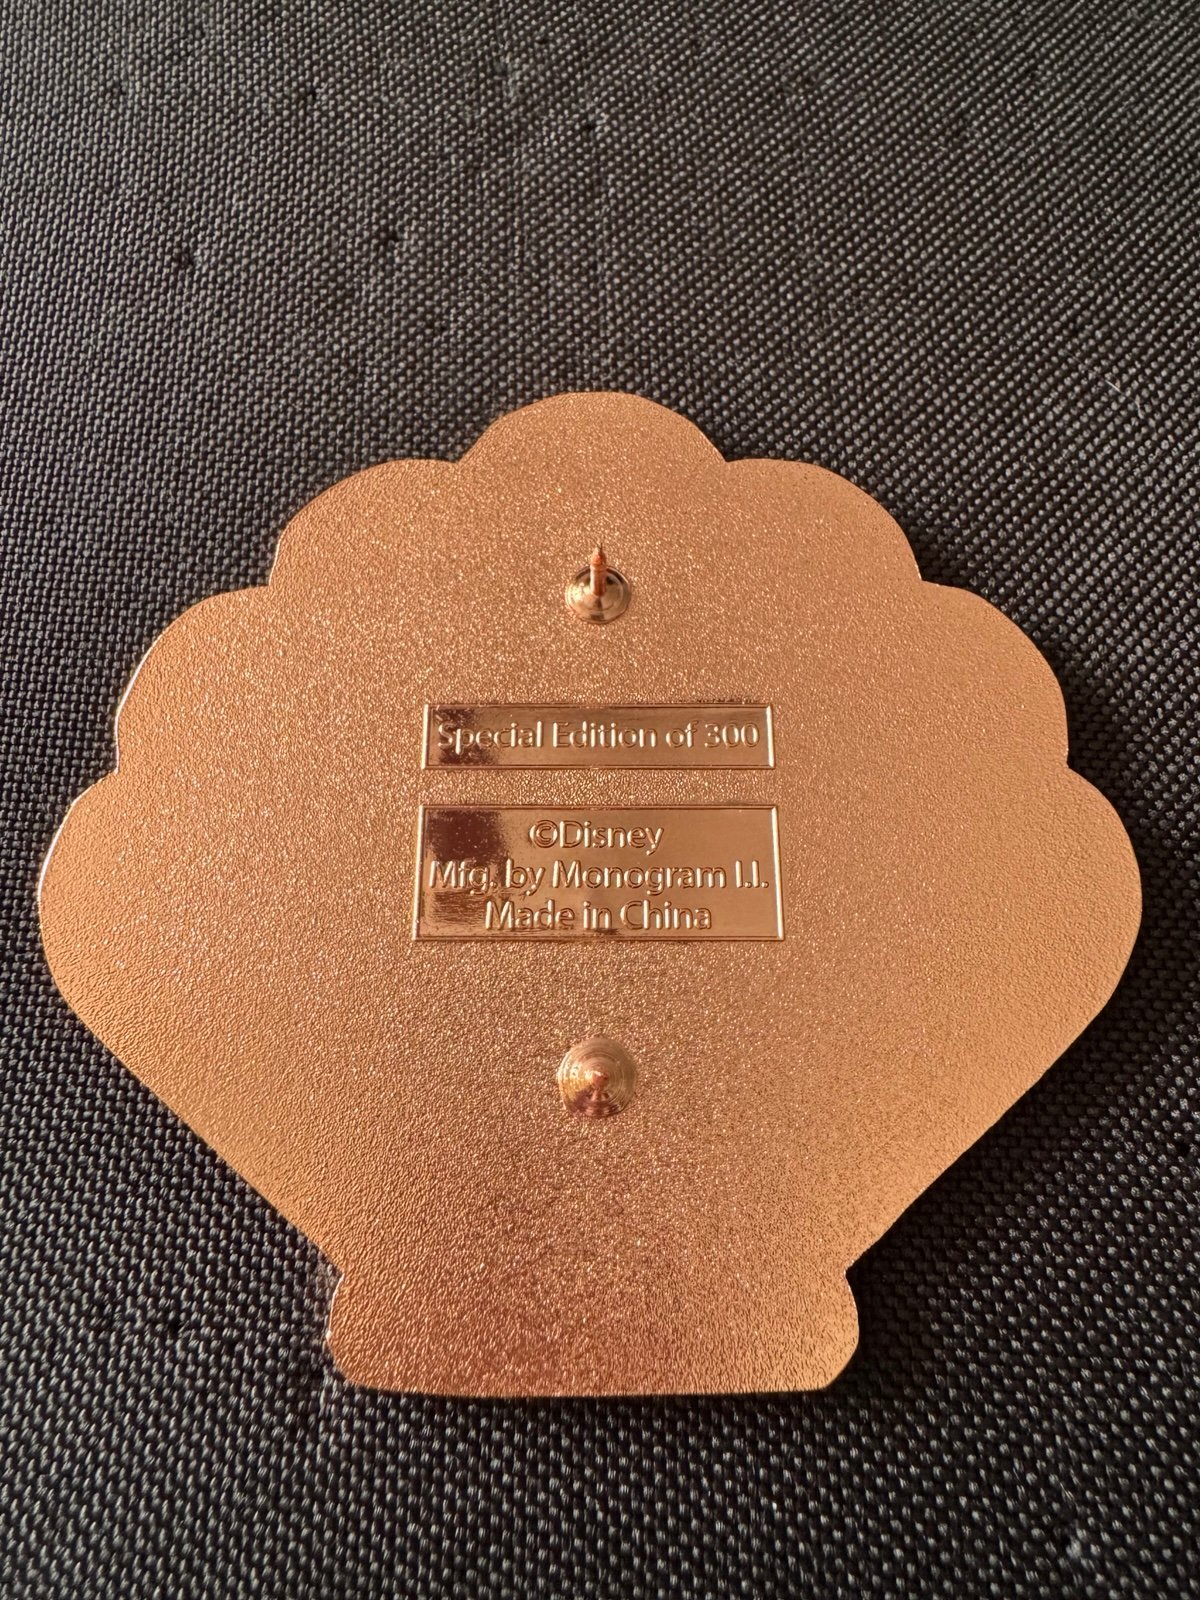 Special Edition of 300
©Disney
Mfg. by Monogram I.I.
Made in China